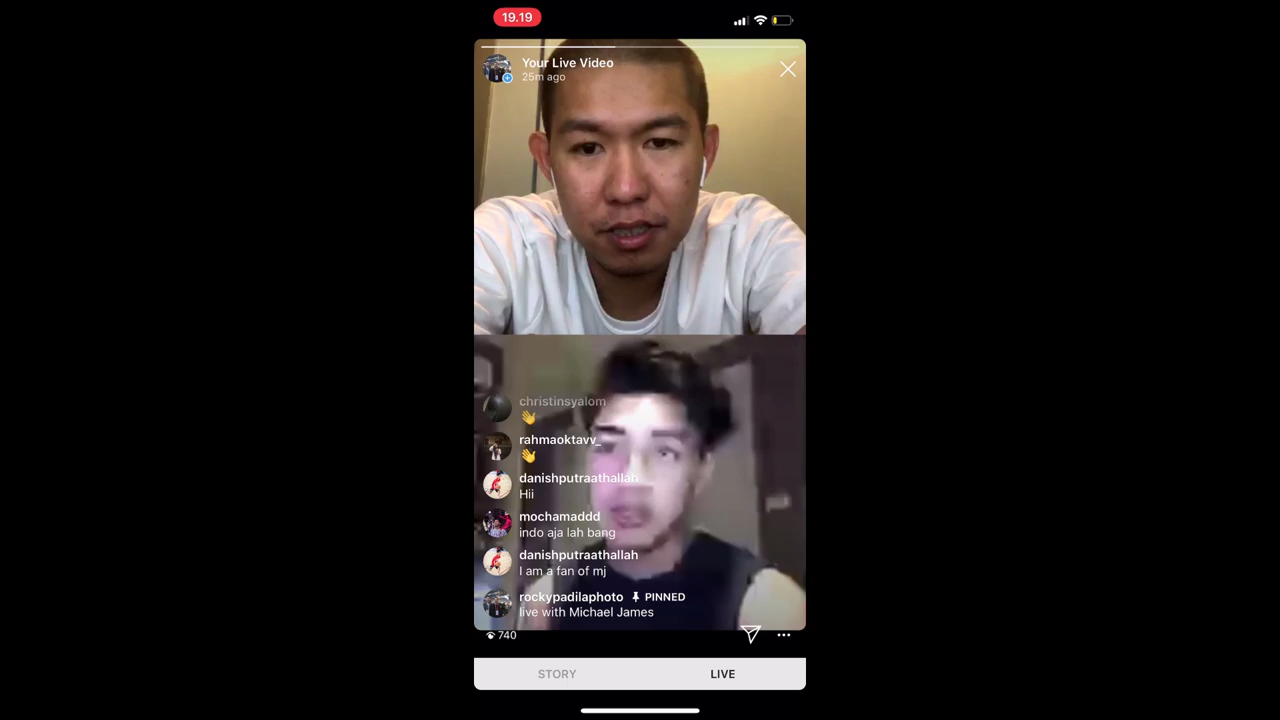 19.19
Your Live Video
25m ago
christinsyalom
👋
rahmaoktavv_
👋
danishputraathallah
Hii
mochamaddd
indo aja lah bang
danishputraathallah
I am a fan of mj
rockypadilaphoto PINNED
live with Michael James
740
STORY LIVE